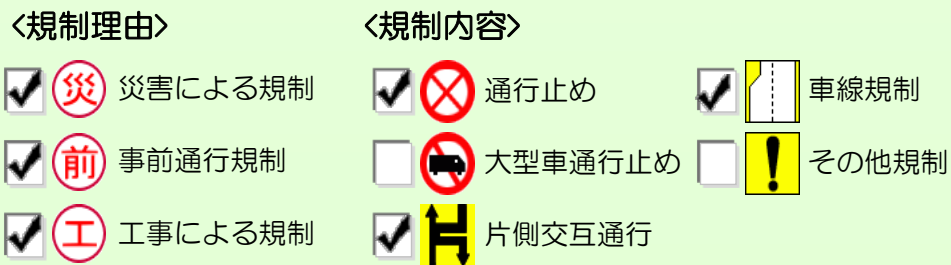 <規制理由>
<規制内容>
災 災害による規制
通行止め
車線規制
前 事前通行規制
大型車通行止め
! その他規制
工 工事による規制
片側交互通行